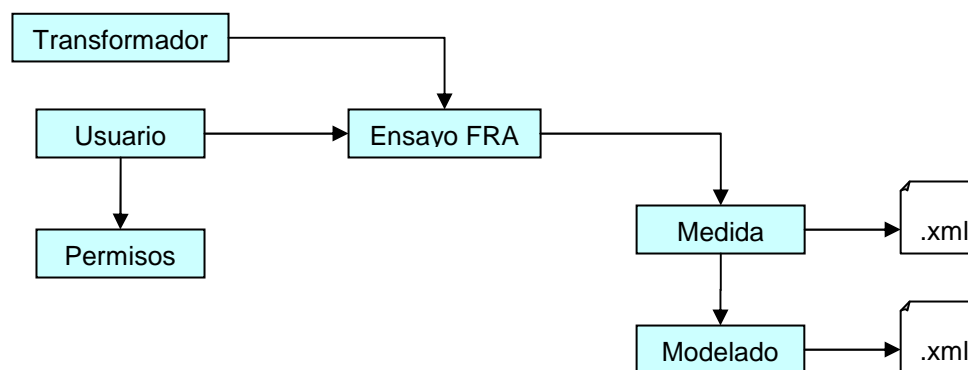 Transformador
Usuario
Ensayo FRA
Permisos
Medida
.xml
Modelado
.xml